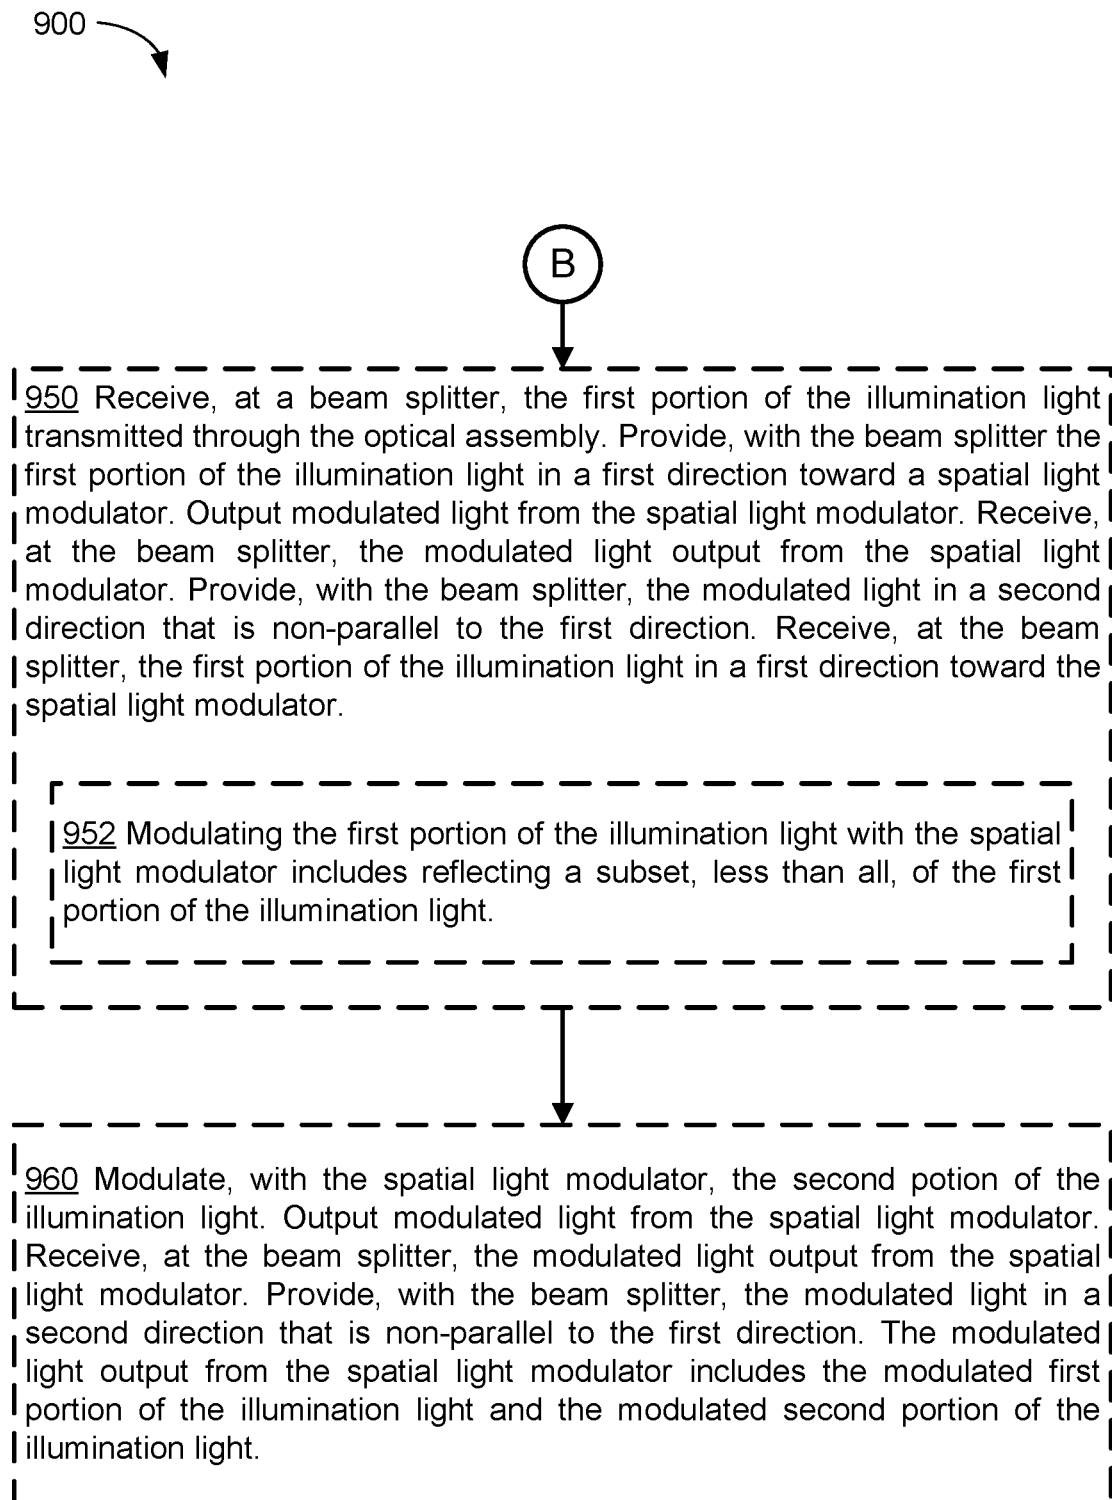 900
B
950 Receive, at a beam splitter, the first portion of the illumination light
transmitted through the optical assembly. Provide, with the beam splitter the
first portion of the illumination light in a first direction toward a spatial light
modulator. Output modulated light from the spatial light modulator. Receive,
at the beam splitter, the modulated light output from the spatial light
modulator. Provide, with the beam splitter, the modulated light in a second
direction that is non-parallel to the first direction. Receive, at the beam
splitter, the first portion of the illumination light in a first direction toward the
spatial light modulator.
952 Modulating the first portion of the illumination light with the spatial
light modulator includes reflecting a subset, less than all, of the first
portion of the illumination light.
960 Modulate, with the spatial light modulator, the second potion of the
illumination light. Output modulated light from the spatial light modulator.
Receive, at the beam splitter, the modulated light output from the spatial
light modulator. Provide, with the beam splitter, the modulated light in a
second direction that is non-parallel to the first direction. The modulated
light output from the spatial light modulator includes the modulated first
portion of the illumination light and the modulated second portion of the
illumination light.